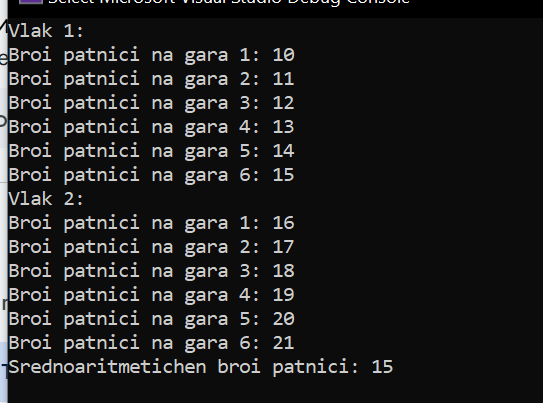 Select Microsoft Visual Studio Debug Console
Vlak 1:
Broi patnici na gara 1: 10
Broi patnici na gara 2: 11
Broi patnici na gara 3: 12
Broi patnici na gara 4: 13
Broi patnici na gara 5: 14
Broi patnici na gara 6: 15
Vlak 2:
Broi patnici na gara 1: 16
Broi patnici na gara 2: 17
Broi patnici na gara 3: 18
Broi patnici na gara 4: 19
Broi patnici na gara 5: 20
Broi patnici na gara 6: 21
Srednoaritmetichen broi patnici: 15